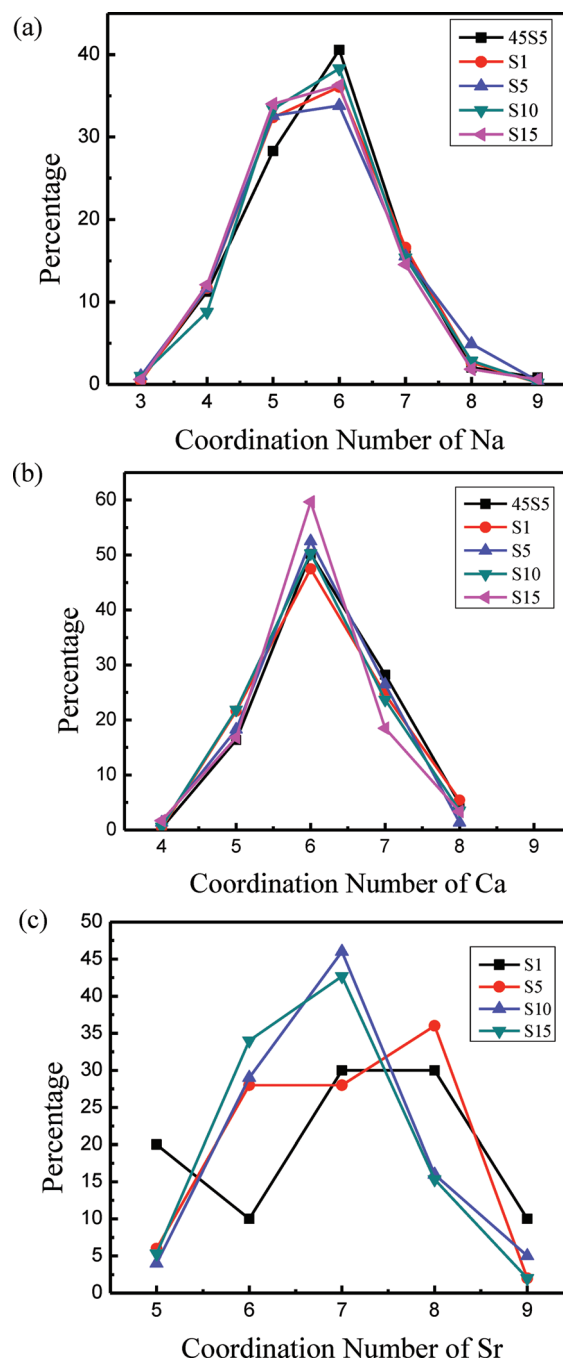 (a)
40
30
20
10
0
Percentage
45S5
S1
S5
S10
S15
3 4 5 6 7 8 9
Coordination Number of Na
(b)
60
50
40
30
20
10
0
Percentage
45S5
S1
S5
S10
S15
4 5 6 7 8 9
Coordination Number of Ca
(c)
50
45
40
35
30
25
20
15
10
5
0
Percentage
S1
S5
S10
S15
5 6 7 8 9
Coordination Number of Sr